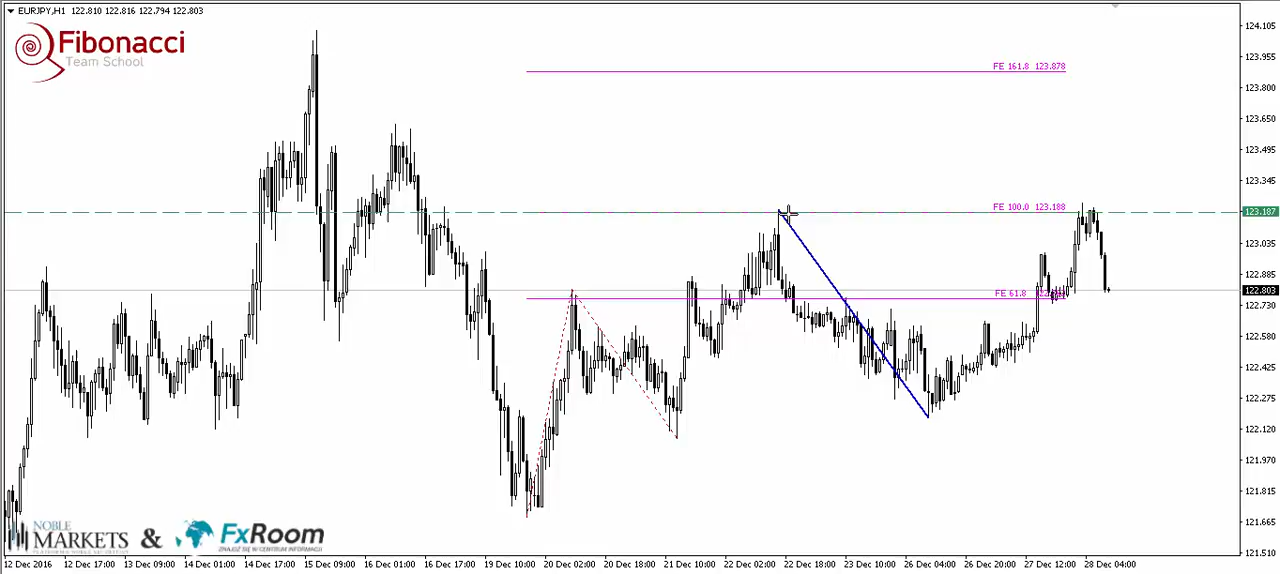 EURJPY,H1 122.810 122.816 122.794 122.803
Fibonacci
Team School
FE 161.8 123.878
FE 100.0 123.188
FE 61.8
124.105
123.955
123.800
123.650
123.495
123.345
123.187
123.035
122.885
122.803
122.730
122.580
122.425
122.275
122.120
121.970
121.815
121.665
121.510
NOBLE
MARKETS & FxRoom
ZNAJDŹ SIĘ W CENTRUM INFORMACJI
12 Dec 2016 12 Dec 17:00 13 Dec 09:00 14 Dec 01:00 14 Dec 17:00 15 Dec 09:00 16 Dec 01:00 16 Dec 17:00 19 Dec 09:00 20 Dec 02:00 20 Dec 18:00 21 Dec 10:00 22 Dec 02:00 22 Dec 18:00 23 Dec 10:00 26 Dec 04:00 26 Dec 20:00 27 Dec 12:00 28 Dec 04:00